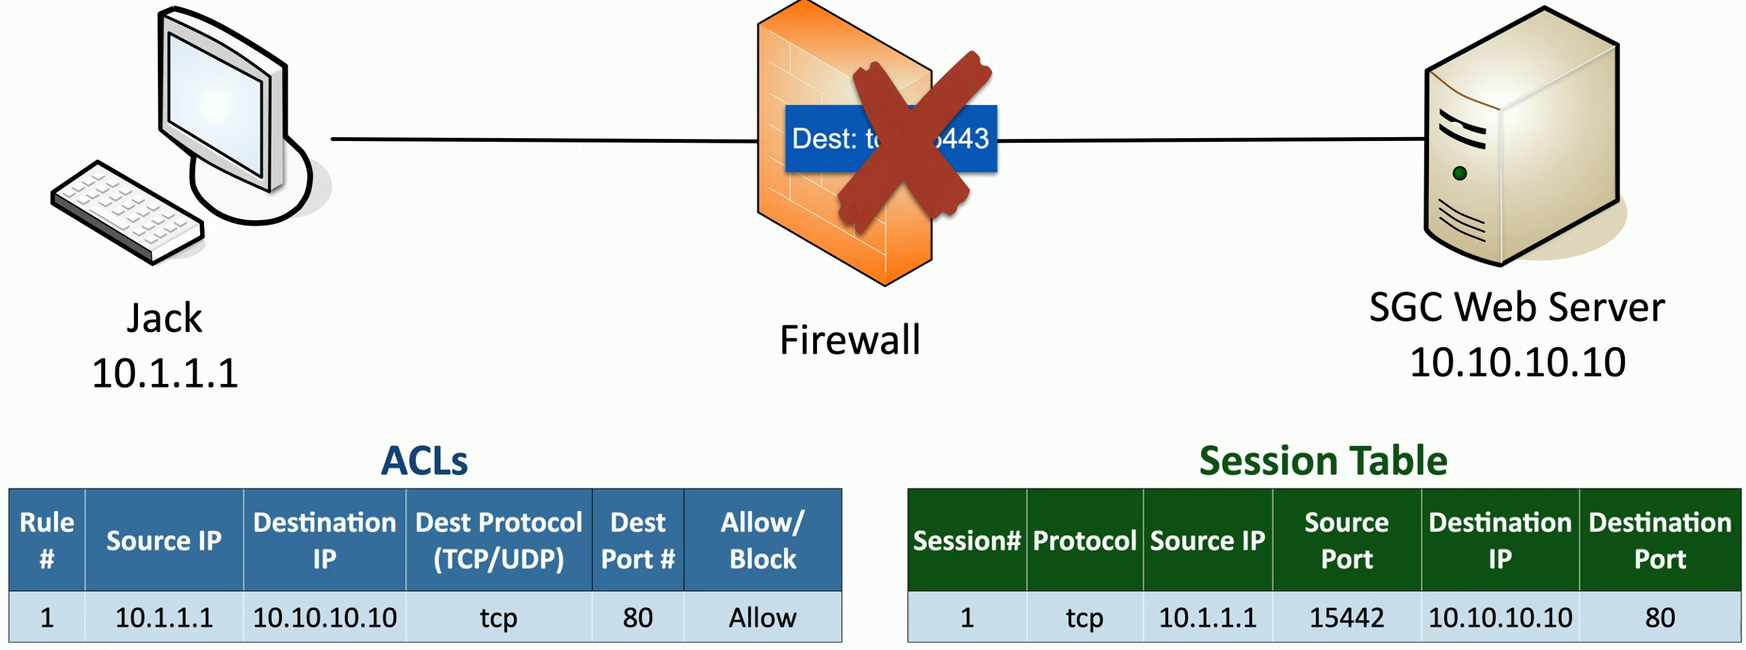 Dest: t 443
Jack
10.1.1.1
Firewall
SGC Web Server
10.10.10.10
ACLs
Rule # Source IP Destination IP Dest Protocol (TCP/UDP) Dest Port # Allow/ Block
1 10.1.1.1 10.10.10.10 tcp 80 Allow
Session Table
Session# Protocol Source IP Source Port Destination IP Destination Port
1 tcp 10.1.1.1 15442 10.10.10.10 80